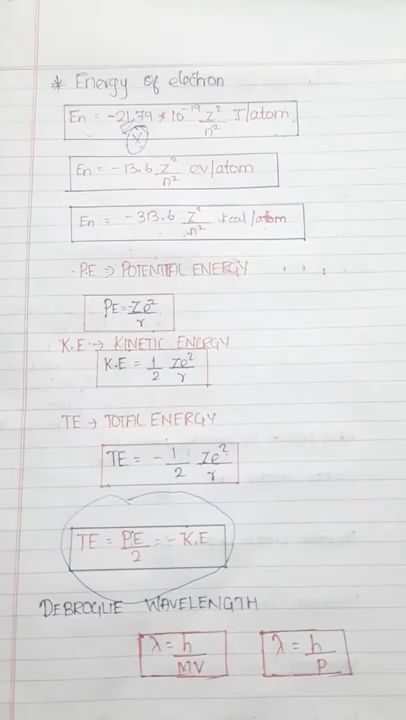 * Energy of electron
En = -21.79 * 10^-19 Z²/n² J/atom
En = -13.6 Z²/n² ev/atom
En = -313.6 Z²/n² kcal/atom
P.E ⇒ POTENTIAL ENERGY
PE = -Ze²/r
K.E → KINETIC ENERGY
K.E = 1/2 Ze²/r
TE → TOTAL ENERGY
TE = -1/2 Ze²/r
TE = PE/2 = -K.E
DEBROGLIE WAVELENGTH
λ = h/MV λ = h/P